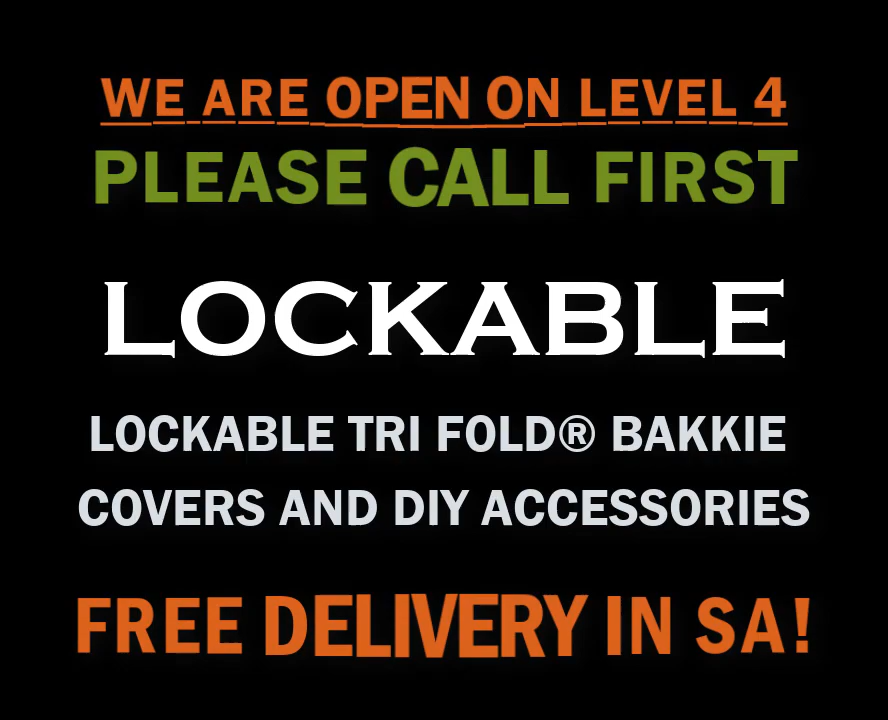 WE ARE OPEN ON LEVEL 4
PLEASE CALL FIRST
LOCKABLE
LOCKABLE TRI FOLD® BAKKIE
COVERS AND DIY ACCESSORIES
FREE DELIVERY IN SA!